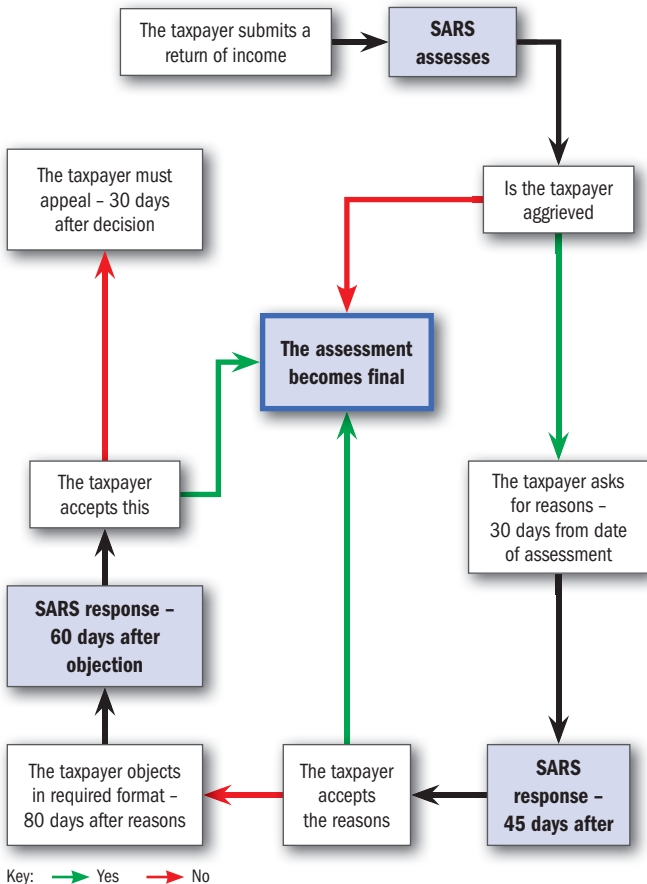 The taxpayer submits a
return of income
SARS
assesses
The taxpayer must
appeal – 30 days
after decision
Is the taxpayer
aggrieved
The assessment
becomes final
The taxpayer
accepts this
The taxpayer asks
for reasons –
30 days from date
of assessment
SARS response –
60 days after
objection
The taxpayer objects
in required format –
80 days after reasons
The taxpayer
accepts
the reasons
SARS
response –
45 days after
Key: Yes No